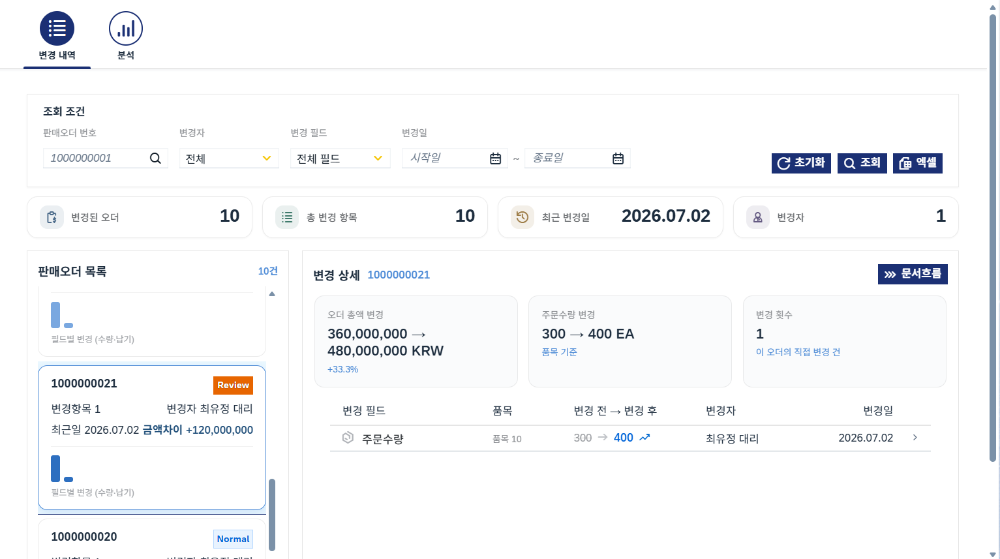 변경 내역
분석
조회 조건
판매오더 번호
변경자
변경 필드
변경일
1000000001
전체
전체 필드
시작일
~
종료일
초기화
조회
엑셀
변경된 오더
10
총 변경 항목
10
최근 변경일
2026.07.02
변경자
1
판매오더 목록
10건
필드별 변경 (수량·납기)
1000000021
Review
변경항목 1
변경자 최유정 대리
최근일 2026.07.02 금액차이 +120,000,000
필드별 변경 (수량·납기)
1000000020
Normal
변경 상세 1000000021
문서흐름
오더 총액 변경
360,000,000 →
480,000,000 KRW
+33.3%
주문수량 변경
300 → 400 EA
품목 기준
변경 횟수
1
이 오더의 직접 변경 건
변경 필드
품목
변경 전 → 변경 후
변경자
변경일
주문수량
품목 10
300 → 400
최유정 대리
2026.07.02